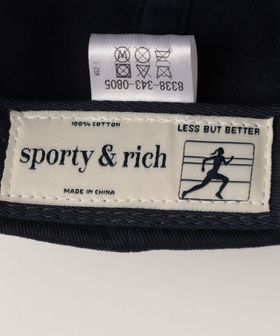 8338-343-0805
100% COTTON
LESS BUT BETTER
sporty & rich
MADE IN CHINA